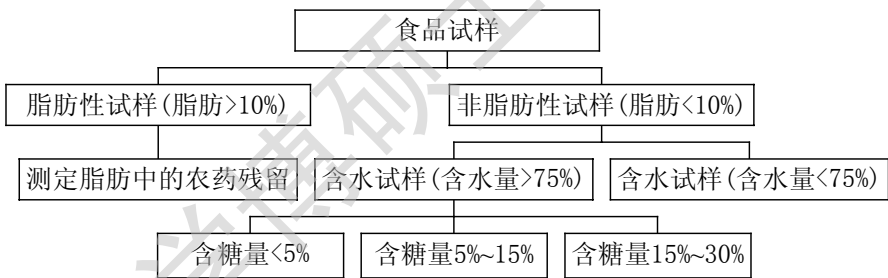 食品试样
脂肪性试样(脂肪>10%)
非脂肪性试样(脂肪<10%)
测定脂肪中的农药残留
含水试样(含水量>75%)
含水试样(含水量<75%)
含糖量<5%
含糖量5%~15%
含糖量15%~30%